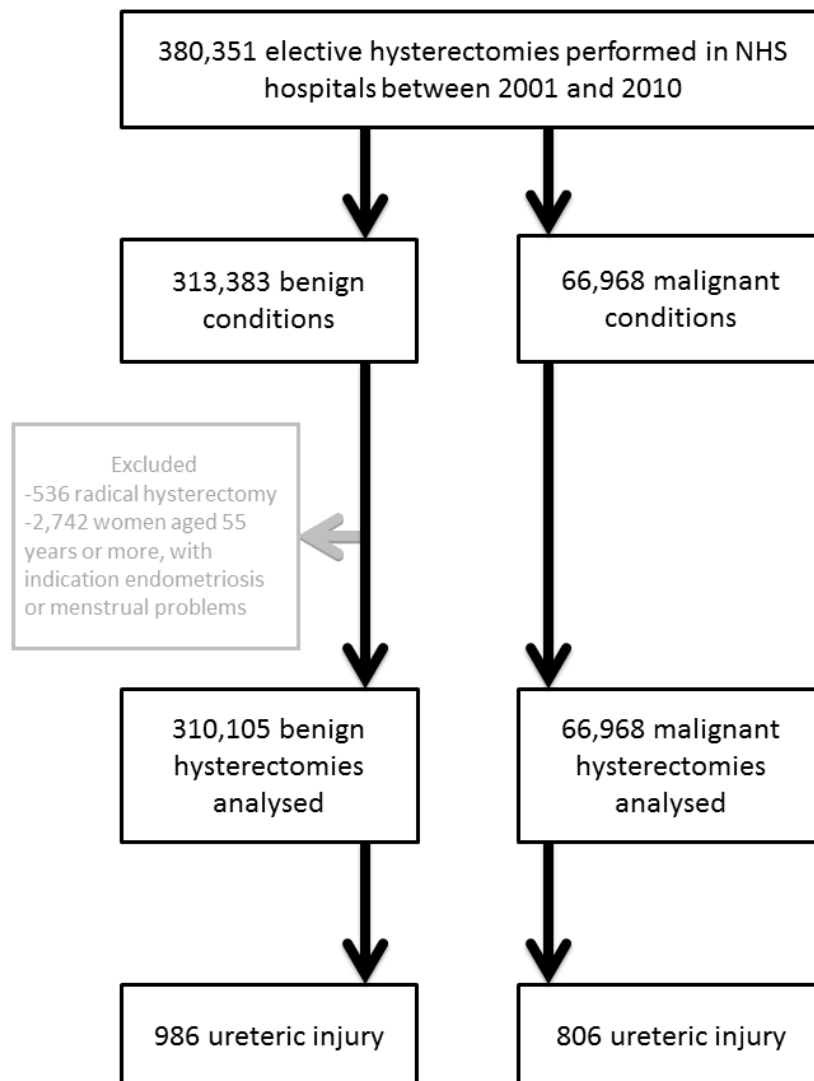 380,351 elective hysterectomies performed in NHS
hospitals between 2001 and 2010
313,383 benign
conditions
66,968 malignant
conditions
Excluded
-536 radical hysterectomy
-2,742 women aged 55
years or more, with
indication endometriosis
or menstrual problems
310,105 benign
hysterectomies
analysed
66,968 malignant
hysterectomies
analysed
986 ureteric injury
806 ureteric injury